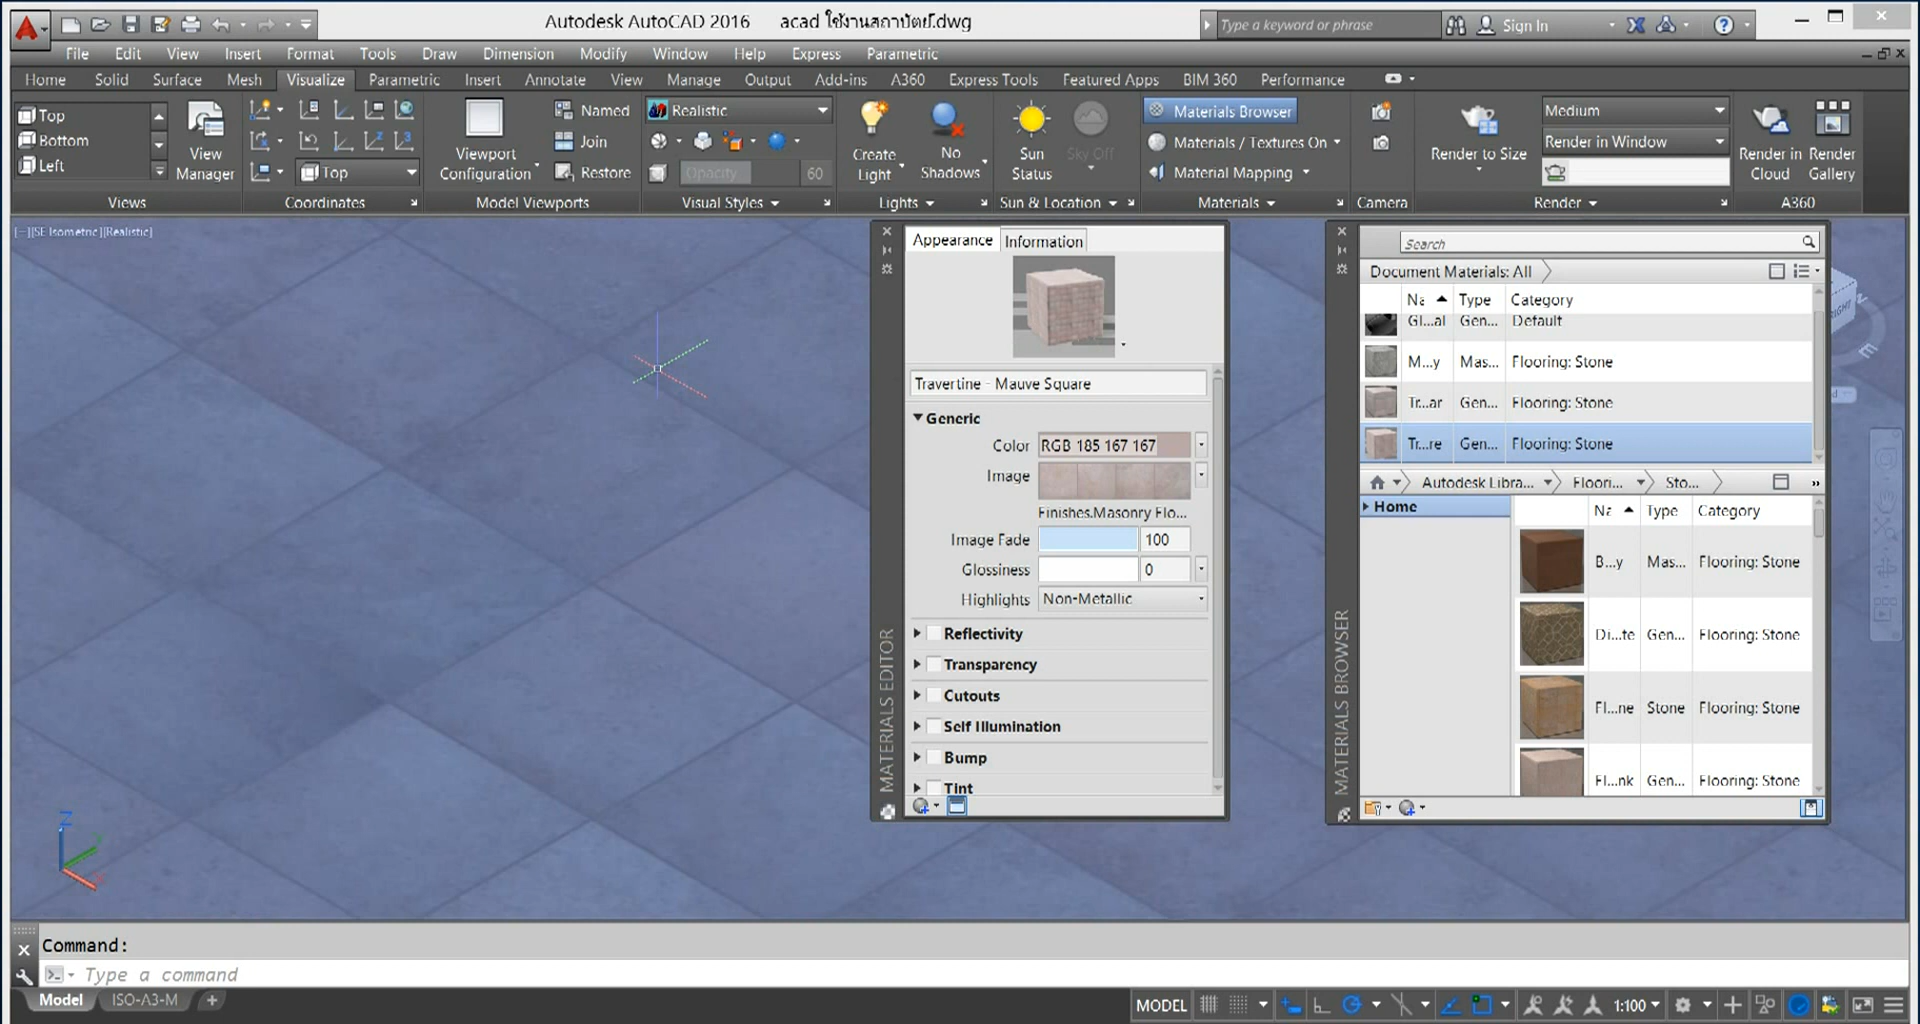 Autodesk AutoCAD 2016 acad ใช้งานสถาปัตย์.dwg
Type a keyword or phrase
Sign In
File Edit View Insert Format Tools Draw Dimension Modify Window Help Express Parametric
Home Solid Surface Mesh Visualize Parametric Insert Annotate View Manage Output Add-ins A360 Express Tools Featured Apps BIM 360 Performance
Top
Bottom
Left
View Manager
Views
Top
Coordinates
Viewport Configuration
Named
Join
Restore
Model Viewports
Realistic
Opacity 60
Visual Styles
Create Light
No Shadows
Lights
Sun Status
Sky Off
Sun & Location
Materials Browser
Materials / Textures On
Material Mapping
Materials
Camera
Render to Size
Medium
Render in Window
Render
Render in Cloud
Render Gallery
A360
[−][SE Isometric][Realistic]
Appearance Information
Travertine - Mauve Square
Generic
Color RGB 185 167 167
Image
Finishes.Masonry Flo...
Image Fade 100
Glossiness 0
Highlights Non-Metallic
Reflectivity
Transparency
Cutouts
Self Illumination
Bump
Tint
MATERIALS EDITOR
Search
Document Materials: All
Na Type Category
Gl...al Gen... Default
M...y Mas... Flooring: Stone
Tr...ar Gen... Flooring: Stone
Tr...re Gen... Flooring: Stone
Autodesk Libra... Floori... Sto... »
Home
Na Type Category
B...y Mas... Flooring: Stone
Di...te Gen... Flooring: Stone
Fl...ne Stone Flooring: Stone
Fl...nk Gen... Flooring: Stone
MATERIALS BROWSER
RIGHT
E
Z
Command:
Type a command
Model ISO-A3-M +
MODEL 1:100